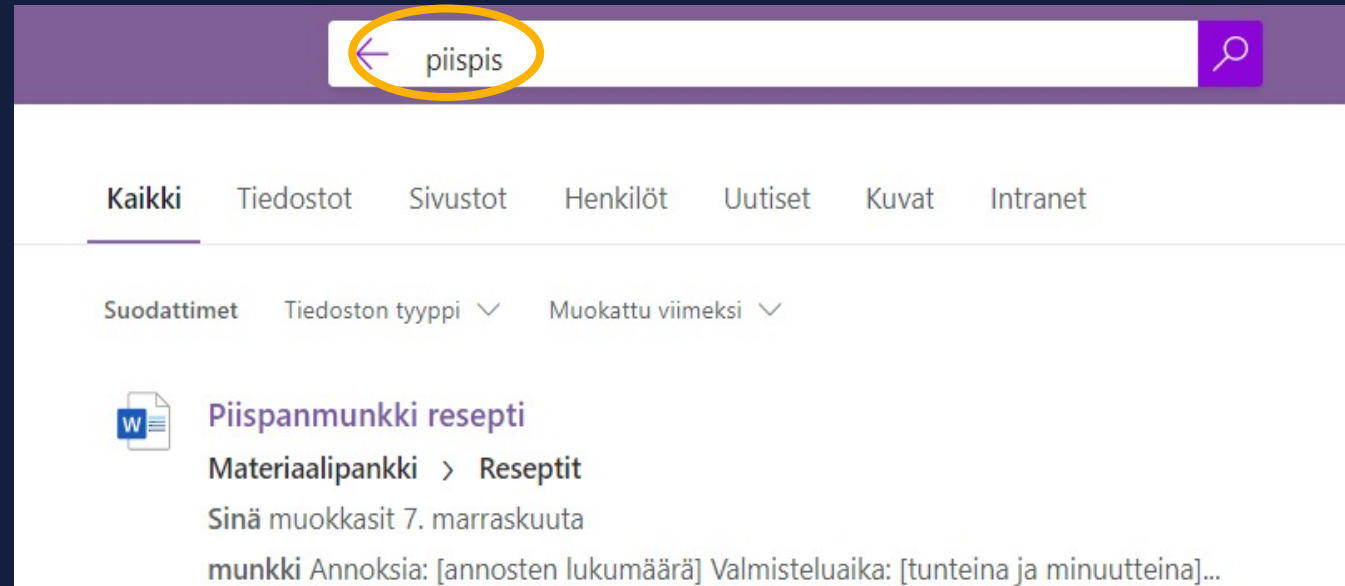 piispis
Kaikki Tiedostot Sivustot Henkilöt Uutiset Kuvat Intranet
Suodattimet Tiedoston tyyppi Muokattu viimeksi
W
Piispanmunkki resepti
Materiaalipankki > Reseptit
Sinä muokkasit 7. marraskuuta
munkki Annoksia: [annosten lukumäärä] Valmisteluaika: [tunteina ja minuutteina]...